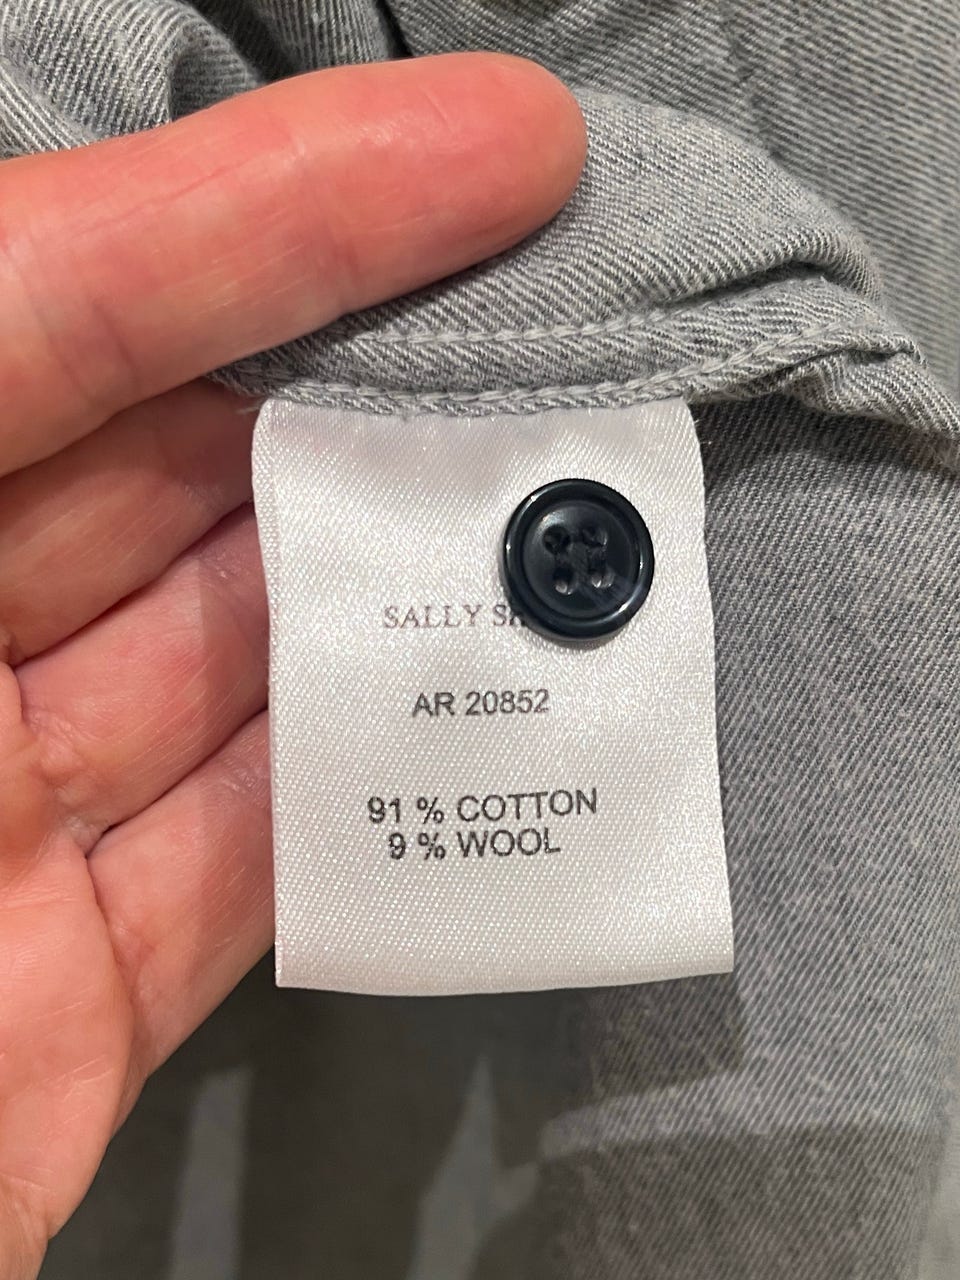 SALLY
AR 20852
91 % COTTON
9 % WOOL